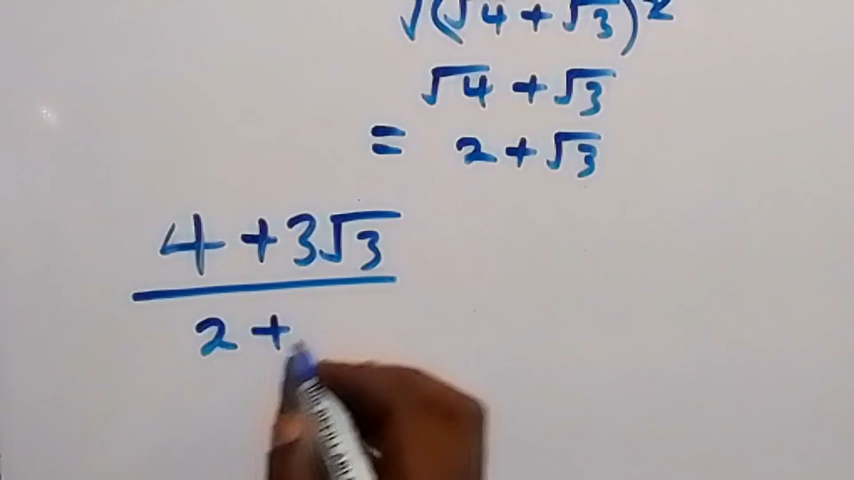 √(√4 + √3)²
√4 + √3
= 2 + √3
4 + 3√3
2 +